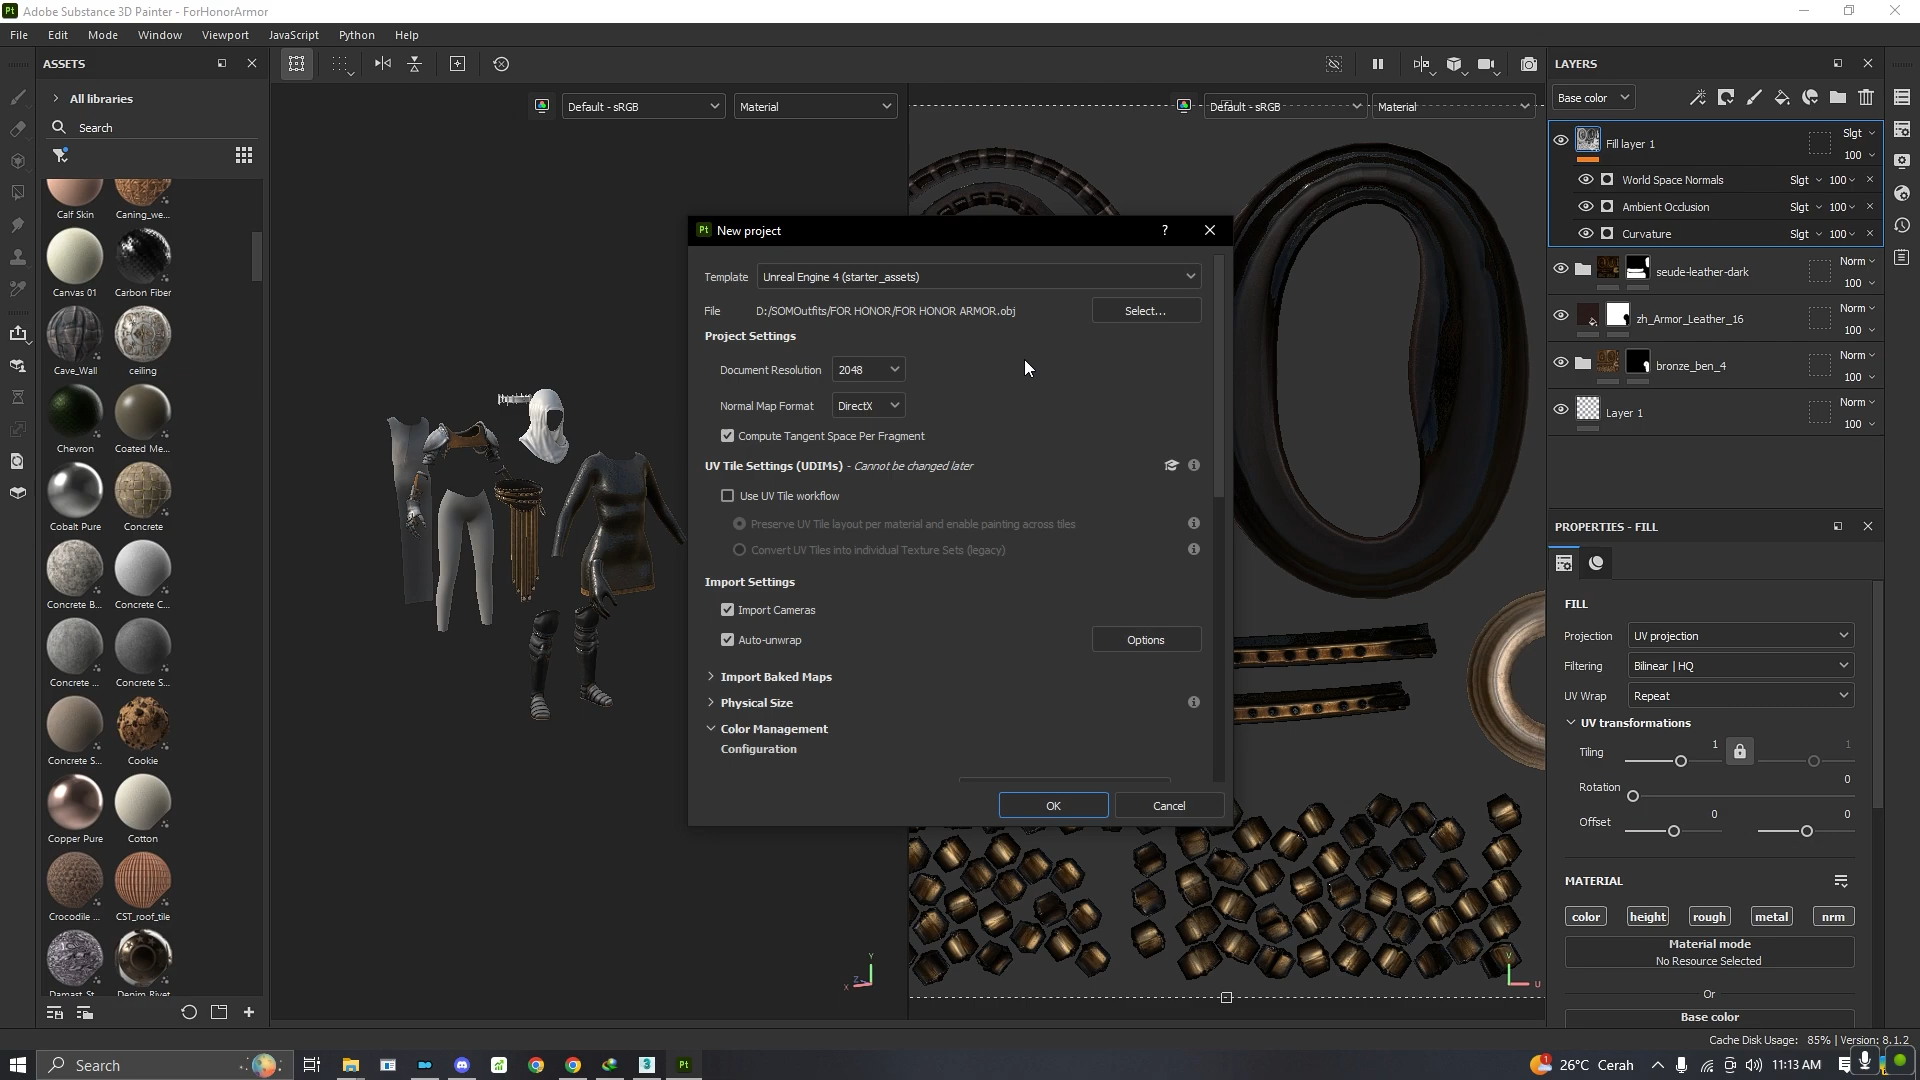 Pt Adobe Substance 3D Painter - ForHonorArmor
File Edit Mode Window Viewport JavaScript Python Help
ASSETS
All libraries
Search
Calf Skin Caning_we...
Canvas 01 Carbon Fiber
Cave_Wall ceiling
Chevron Coated Me...
Cobalt Pure Concrete
Concrete B... Concrete C...
Concrete ... Concrete S...
Concrete S... Cookie
Copper Pure Cotton
Crocodile ... CST_roof_tile
Damast St... Denim Rivet
Default - sRGB Material
Default - sRGB Material
Y
Z
X
V
U
Pt New project ?
Template Unreal Engine 4 (starter_assets)
File D:/SOMOutfits/FOR HONOR/FOR HONOR ARMOR.obj Select...
Project Settings
Document Resolution 2048
Normal Map Format DirectX
Compute Tangent Space Per Fragment
UV Tile Settings (UDIMs) - Cannot be changed later
Use UV Tile workflow
Preserve UV Tile layout per material and enable painting across tiles
Convert UV Tiles into individual Texture Sets (legacy)
Import Settings
Import Cameras
Auto-unwrap Options
Import Baked Maps
Physical Size
Color Management
Configuration
OK Cancel
LAYERS
Base color
Fill layer 1 Slgt
100
World Space Normals Slgt 100
Ambient Occlusion Slgt 100
Curvature Slgt 100
seude-leather-dark Norm
100
zh_Armor_Leather_16 Norm
100
bronze_ben_4 Norm
100
Layer 1 Norm
100
PROPERTIES - FILL
FILL
Projection UV projection
Filtering Bilinear | HQ
UV Wrap Repeat
UV transformations
Tiling 1 1
Rotation 0
Offset 0 0
MATERIAL
color height rough metal nrm
Material mode
No Resource Selected
Or
Base color
Cache Disk Usage: 85% | Version: 8.1.2
Search
3
Pt
1
26°C Cerah
11:13 AM